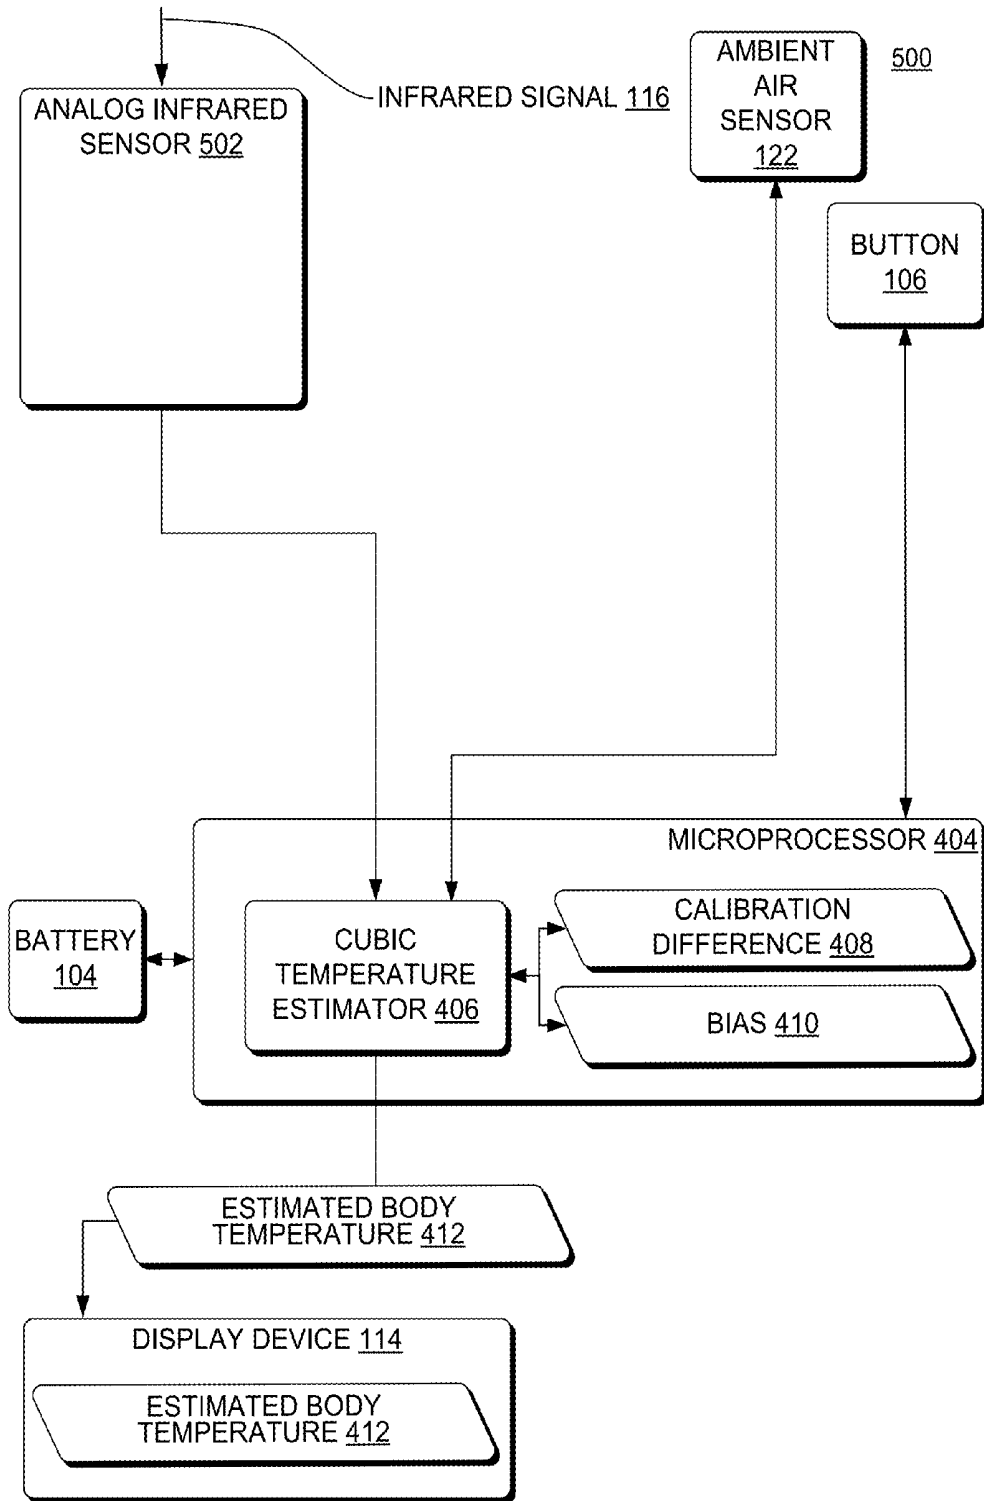 AMBIENT
AIR
SENSOR
122
500
ANALOG INFRARED
SENSOR 502
INFRARED SIGNAL 116
BUTTON
106
MICROPROCESSOR 404
BATTERY
104
CUBIC
TEMPERATURE
ESTIMATOR 406
CALIBRATION
DIFFERENCE 408
BIAS 410
ESTIMATED BODY
TEMPERATURE 412
DISPLAY DEVICE 114
ESTIMATED BODY
TEMPERATURE 412